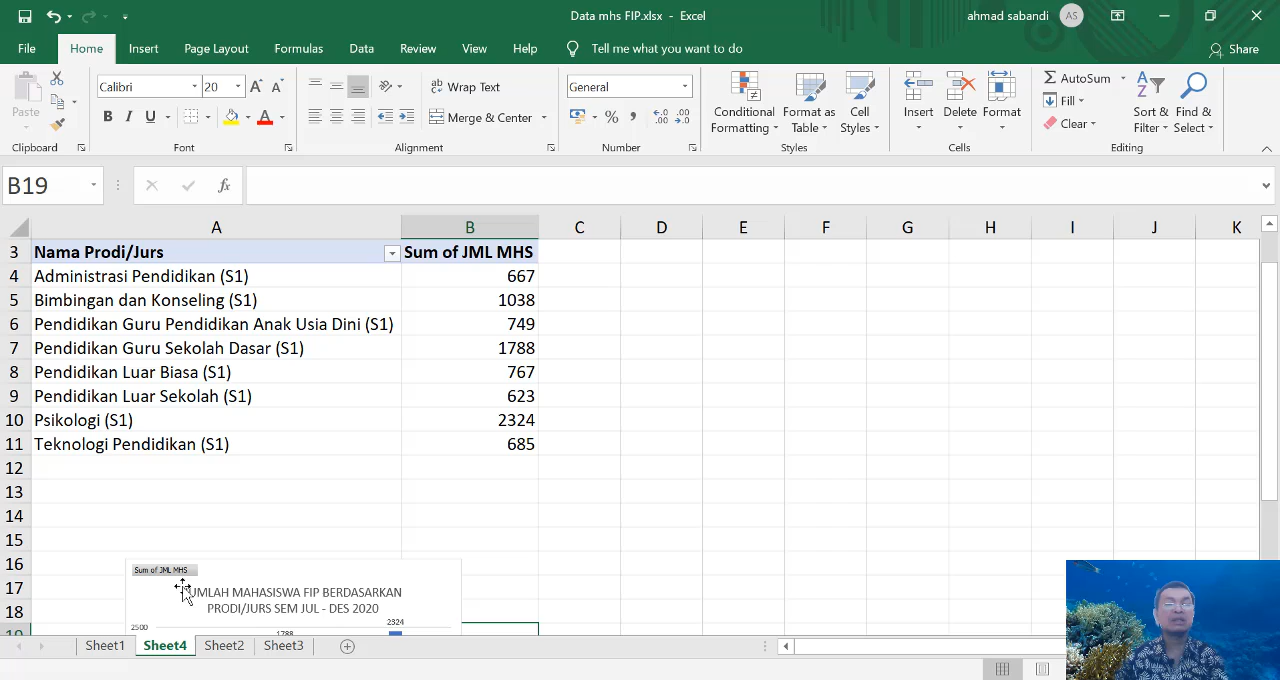 Data mhs FIP.xlsx - Excel
ahmad sabandi AS
File Home Insert Page Layout Formulas Data Review View Help Tell me what you want to do Share
Paste
Calibri 20
B I U
Wrap Text
Merge & Center
General
Conditional Formatting
Format as Table
Cell Styles
Insert Delete Format
AutoSum
Fill
Clear
Sort & Filter
Find & Select
Clipboard Font Alignment Number Styles Cells Editing
B19 fx
A B C D E F G H I J K
3 Nama Prodi/Jurs Sum of JML MHS
4 Administrasi Pendidikan (S1) 667
5 Bimbingan dan Konseling (S1) 1038
6 Pendidikan Guru Pendidikan Anak Usia Dini (S1) 749
7 Pendidikan Guru Sekolah Dasar (S1) 1788
8 Pendidikan Luar Biasa (S1) 767
9 Pendidikan Luar Sekolah (S1) 623
10 Psikologi (S1) 2324
11 Teknologi Pendidikan (S1) 685
12
13
14
15
16
17
18
19
Sum of JML MHS
JUMLAH MAHASISWA FIP BERDASARKAN
PRODI/JURS SEM JUL - DES 2020
2500 1788 2324
Sheet1 Sheet4 Sheet2 Sheet3